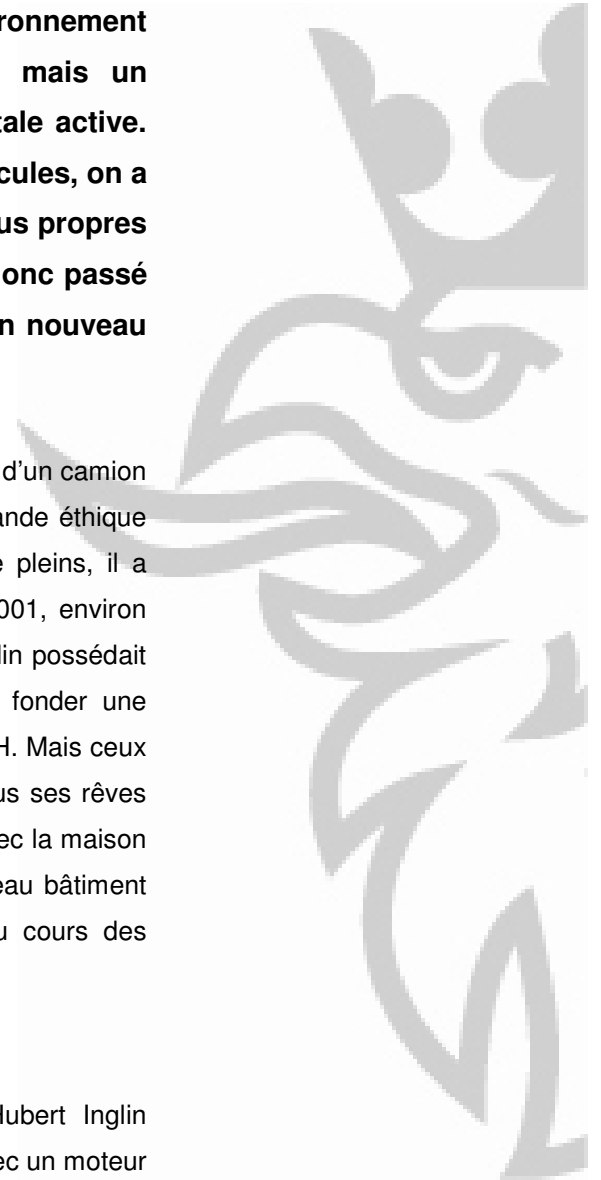 ronnement
mais un
tale active.
cules, on a
us propres
onc passé
n nouveau
d'un camion
ande éthique
e pleins, il a
001, environ
lin possédait
fonder une
H. Mais ceux
us ses rêves
ec la maison
eau bâtiment
u cours des
Hubert Inglin
ec un moteur